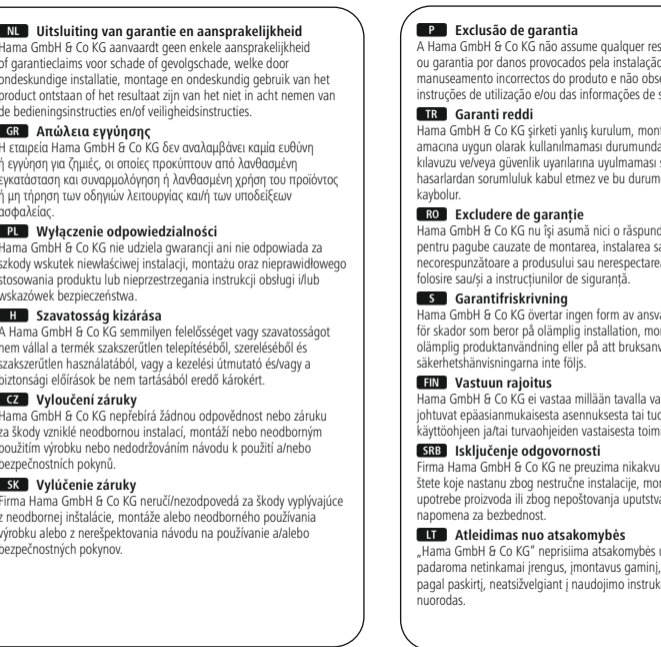 NL Uitsluiting van garantie en aansprakelijkheid
Hama GmbH & Co KG aanvaardt geen enkele aansprakelijkheid
of garantieclaims voor schade of gevolgschade, welke door
ondeskundige installatie, montage en ondeskundig gebruik van het
product ontstaan of het resultaat zijn van het niet in acht nemen van
de bedieningsinstructies en/of veiligheidsinstructies.
GR Απώλεια εγγύησης
Η εταιρεία Hama GmbH & Co KG δεν αναλαμβάνει καμία ευθύνη
ή εγγύηση για ζημιές, οι οποίες προκύπτουν από λανθασμένη
εγκατάσταση και συναρμολόγηση ή λανθασμένη χρήση του προϊόντος
ή μη τήρηση των οδηγιών λειτουργίας και/ή των υποδείξεων
ασφαλείας.
PL Wyłączenie odpowiedzialności
Hama GmbH & Co KG nie udziela gwarancji ani nie odpowiada za
szkody wskutek niewłaściwej instalacji, montażu oraz nieprawidłowego
stosowania produktu lub nieprzestrzegania instrukcji obsługi i/lub
wskazówek bezpieczeństwa.
H Szavatosság kizárása
A Hama GmbH & Co KG semmilyen felelősséget vagy szavatosságot
nem vállal a termék szakszerűtlen telepítéséből, szereléséből és
szakszerűtlen használatából, vagy a kezelési útmutató és/vagy a
biztonsági előírások be nem tartásából eredő károkért.
CZ Vyloučení záruky
Hama GmbH & Co KG nepřebírá žádnou odpovědnost nebo záruku
za škody vzniklé neodbornou instalací, montáží nebo neodborným
použitím výrobku nebo nedodržováním návodu k použití a/nebo
bezpečnostních pokynů.
SK Vylúčenie záruky
Firma Hama GmbH & Co KG neručí/nezodpovedá za škody vyplývajúce
z neodbornej inštalácie, montáže alebo neodborného používania
výrobku alebo z nerešpektovania návodu na používanie a/alebo
bezpečnostných pokynov.
P Exclusão de garantia
A Hama GmbH & Co KG não assume qualquer res
ou garantia por danos provocados pela instalação
manuseamento incorrectos do produto e não obse
instruções de utilização e/ou das informações de s
TR Garanti reddi
Hama GmbH & Co KG şirketi yanlış kurulum, mont
amacına uygun olarak kullanılmaması durumunda
kılavuzu ve/veya güvenlik uyarılarına uyulmaması s
hasarlardan sorumluluk kabul etmez ve bu durum
kaybolur.
RO Excludere de garanție
Hama GmbH & Co KG nu își asumă nici o răspund
pentru pagube cauzate de montarea, instalarea sa
necorespunzătoare a produsului sau nerespectarea
folosire sau/și a instrucțiunilor de siguranță.
S Garantifriskrivning
Hama GmbH & Co KG övertar ingen form av ansva
för skador som beror på olämplig installation, mon
olämplig produktanvändning eller på att bruksanv
säkerhetshänvisningarna inte följs.
FIN Vastuun rajoitus
Hama GmbH & Co KG ei vastaa millään tavalla va
johtuvat epäasianmukaisesta asennuksesta tai tuo
käyttöohjeen ja/tai turvaohjeiden vastaisesta toim
SRB Isključenje odgovornosti
Firma Hama GmbH & Co KG ne preuzima nikakvu
štete koje nastanu zbog nestručne instalacije, mon
upotrebe proizvoda ili zbog nepoštovanja uputstva
napomena za bezbednost.
LT Atleidimas nuo atsakomybės
„Hama GmbH & Co KG“ neprisiima atsakomybės u
padaroma netinkamai įrengus, įmontavus gaminį,
pagal paskirtį, neatsižvelgiant į naudojimo instruk
nuorodas.